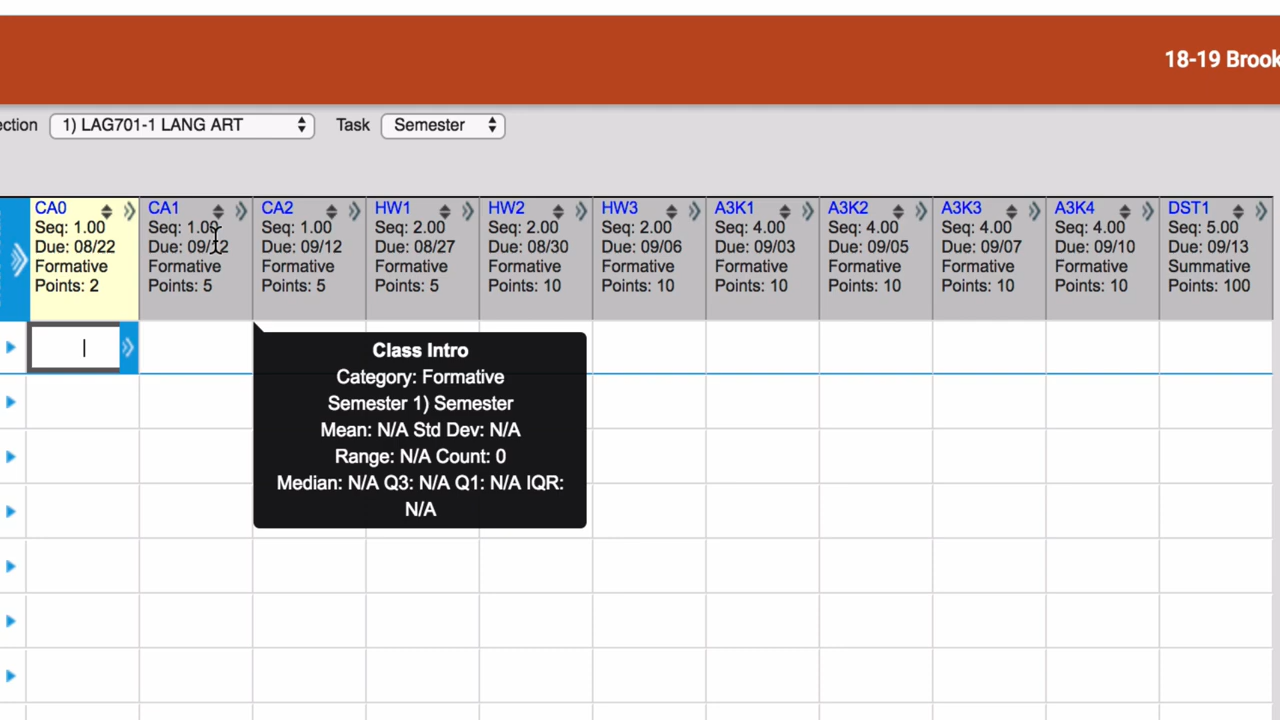 18-19 Brook
ection 1) LAG701-1 LANG ART Task Semester
CA0
Seq: 1.00
Due: 08/22
Formative
Points: 2
CA1
Seq: 1.00
Due: 09/12
Formative
Points: 5
CA2
Seq: 1.00
Due: 09/12
Formative
Points: 5
HW1
Seq: 2.00
Due: 08/27
Formative
Points: 5
HW2
Seq: 2.00
Due: 08/30
Formative
Points: 10
HW3
Seq: 2.00
Due: 09/06
Formative
Points: 10
A3K1
Seq: 4.00
Due: 09/03
Formative
Points: 10
A3K2
Seq: 4.00
Due: 09/05
Formative
Points: 10
A3K3
Seq: 4.00
Due: 09/07
Formative
Points: 10
A3K4
Seq: 4.00
Due: 09/10
Formative
Points: 10
DST1
Seq: 5.00
Due: 09/13
Summative
Points: 100
Class Intro
Category: Formative
Semester 1) Semester
Mean: N/A Std Dev: N/A
Range: N/A Count: 0
Median: N/A Q3: N/A Q1: N/A IQR:
N/A